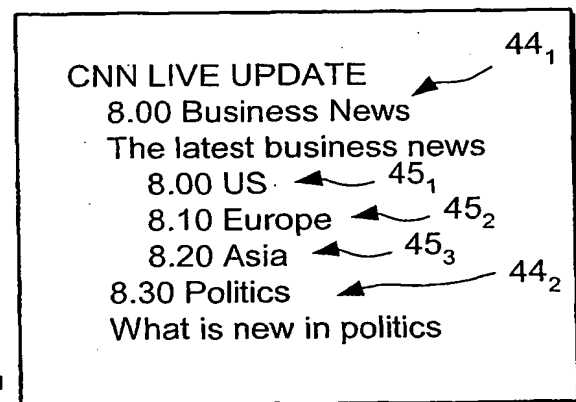 CNN LIVE UPDATE 44₁
8.00 Business News
The latest business news
8.00 US 45₁
8.10 Europe 45₂
8.20 Asia 45₃
8.30 Politics 44₂
What is new in politics